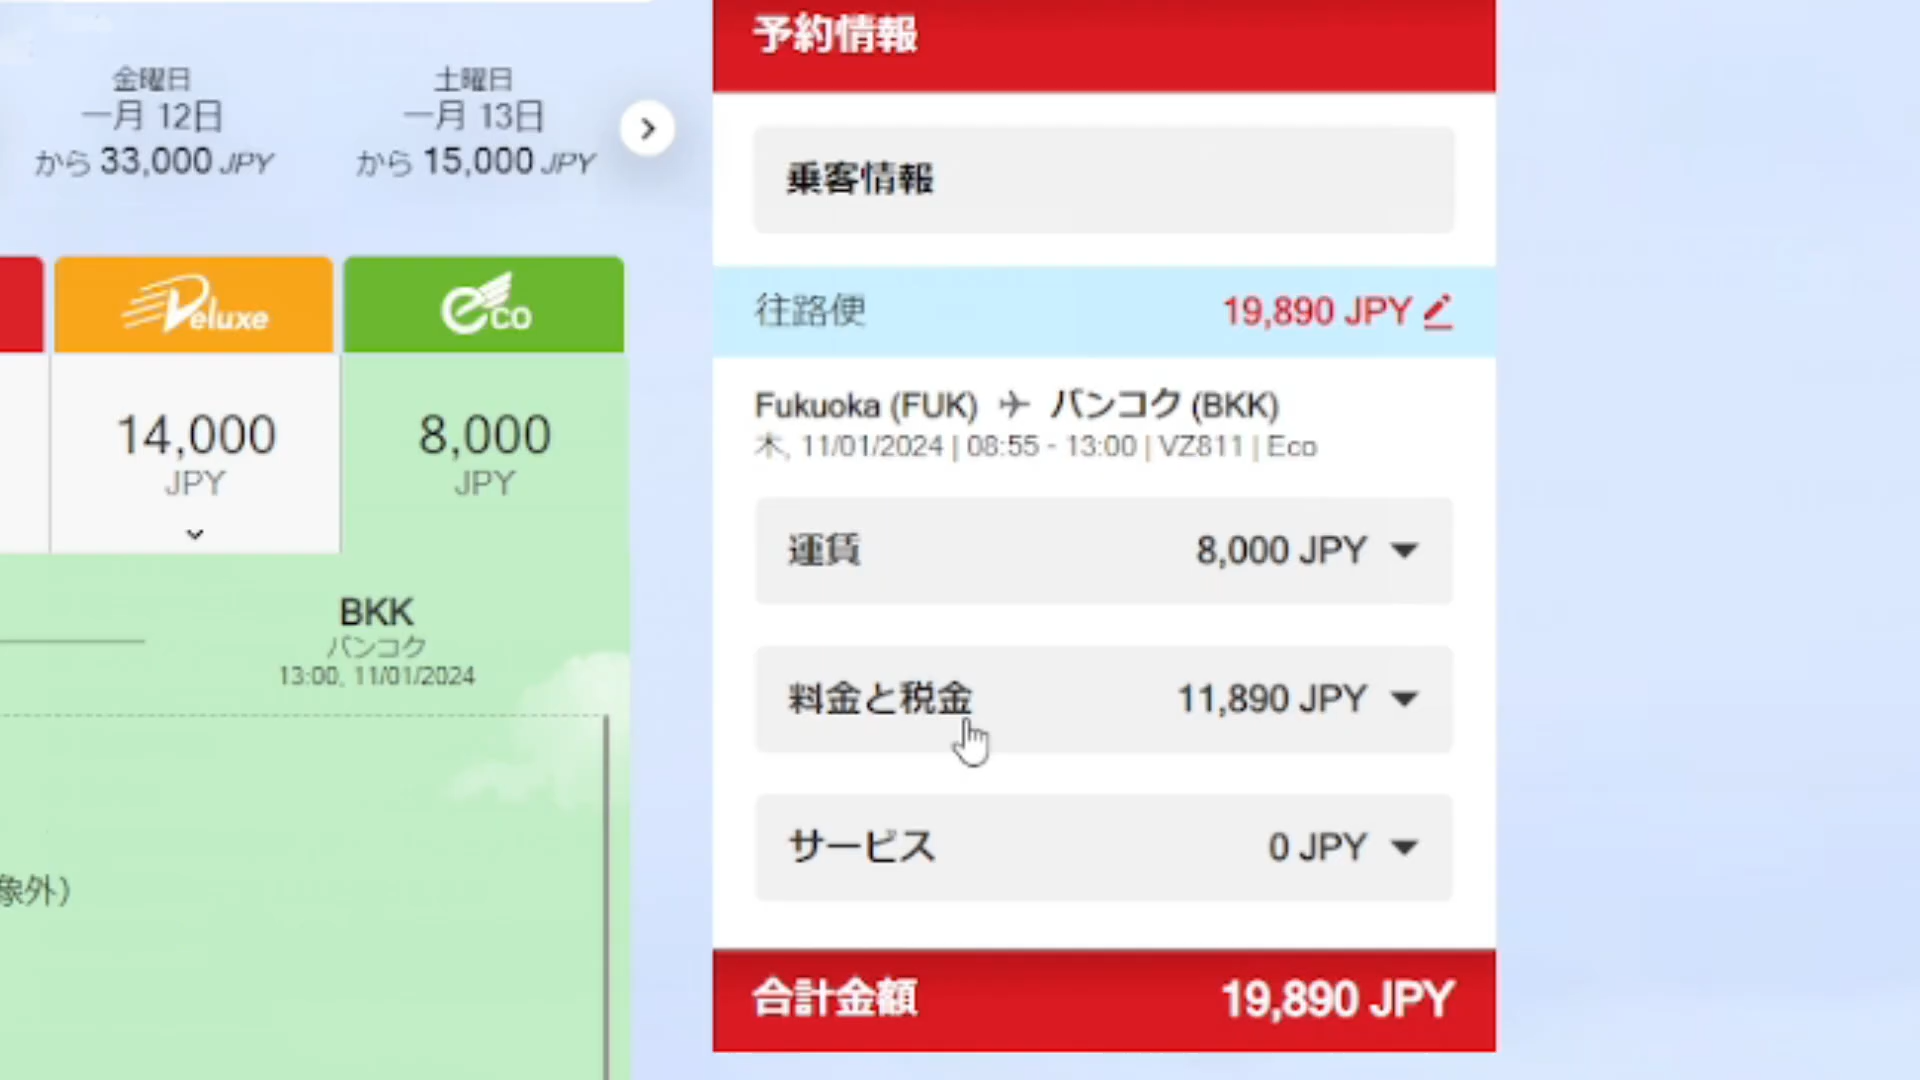 金曜日
一月 12日
から 33,000 JPY
土曜日
一月 13日
から 15,000 JPY
Deluxe
eco
14,000
JPY
8,000
JPY
BKK
バンコク
13:00, 11/01/2024
象外）
予約情報
乗客情報
往路便 19,890 JPY
Fukuoka (FUK) ✈ バンコク (BKK)
木, 11/01/2024 | 08:55 - 13:00 | VZ811 | Eco
運賃 8,000 JPY
料金と税金 11,890 JPY
サービス 0 JPY
合計金額 19,890 JPY